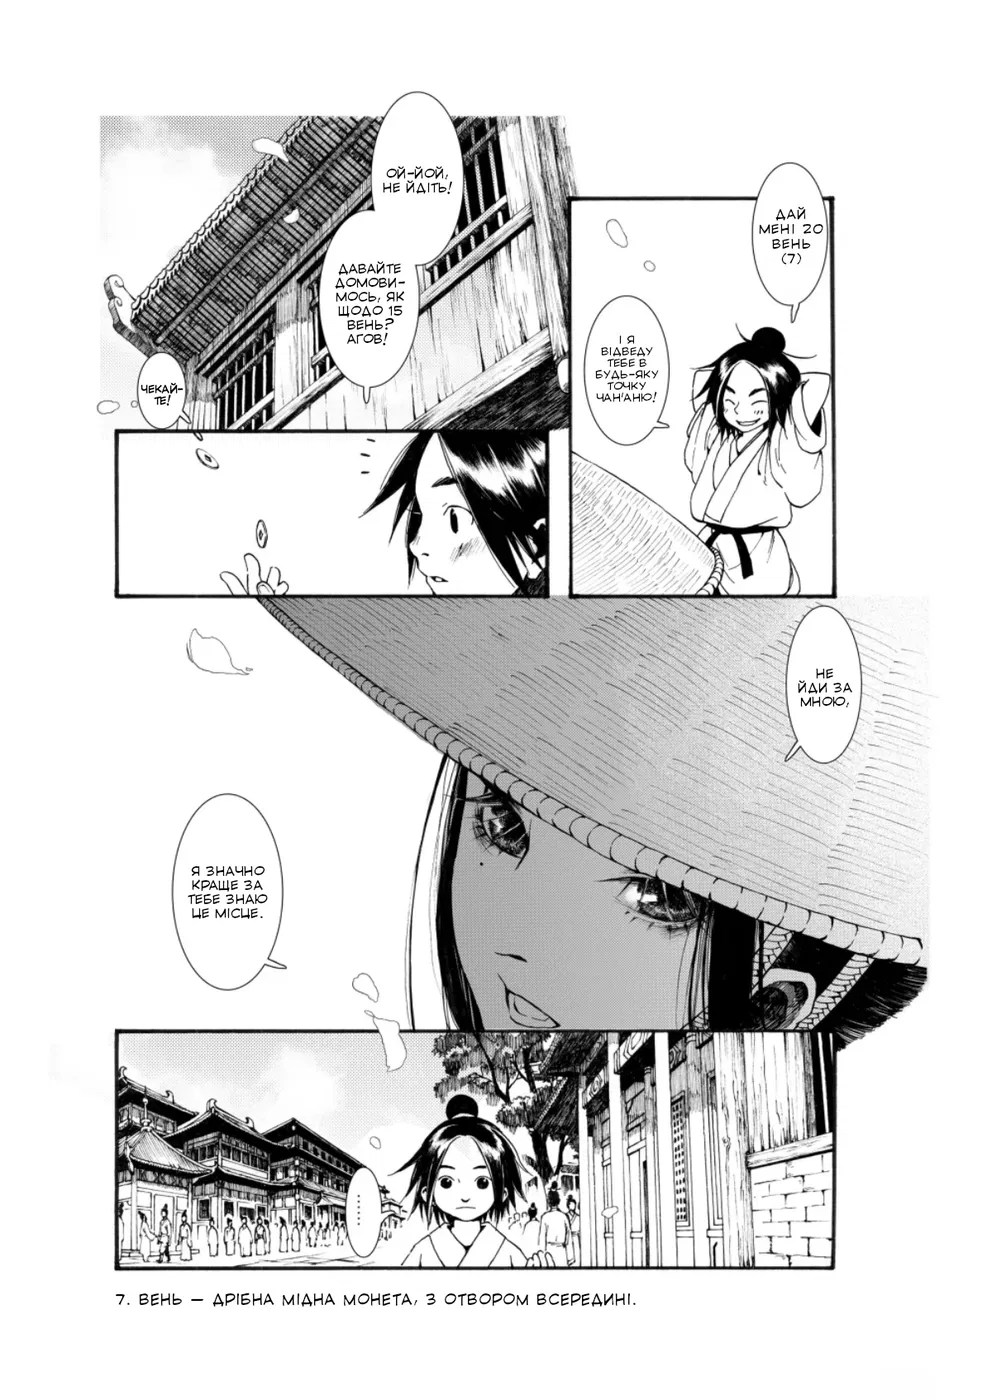 ДАЙ
МЕНІ 20
ВЕНЬ
(7)
І Я
ВІДВЕДУ
ТЕБЕ В
БУДЬ-ЯКУ
ТОЧКУ
ЧАН'АНЮ!
ОЙ-ЙОЙ,
НЕ ЙДІТЬ!
ДАВАЙТЕ
ДОМОВИ-
МОСЬ, ЯК
ЩОДО 15
ВЕНЬ?
АГОВ!
ЧЕКАЙ-
ТЕ!
НЕ
ЙДИ ЗА
МНОЮ,
Я ЗНАЧНО
КРАЩЕ ЗА
ТЕБЕ ЗНАЮ
ЦЕ МІСЦЕ.
......
7. ВЕНЬ – ДРІБНА МІДНА МОНЕТА, З ОТВОРОМ ВСЕРЕДИНІ.